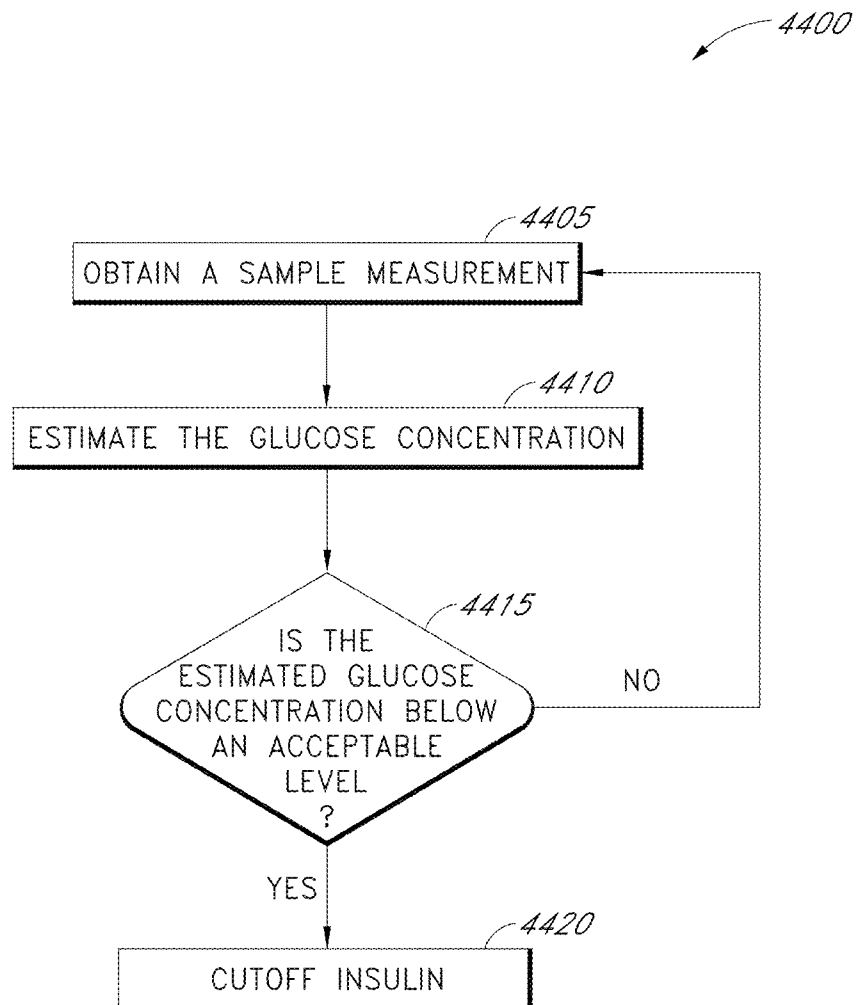 4400
4405
OBTAIN A SAMPLE MEASUREMENT
4410
ESTIMATE THE GLUCOSE CONCENTRATION
4415
IS THE
ESTIMATED GLUCOSE
CONCENTRATION BELOW
AN ACCEPTABLE
LEVEL
?
NO
YES
4420
CUTOFF INSULIN